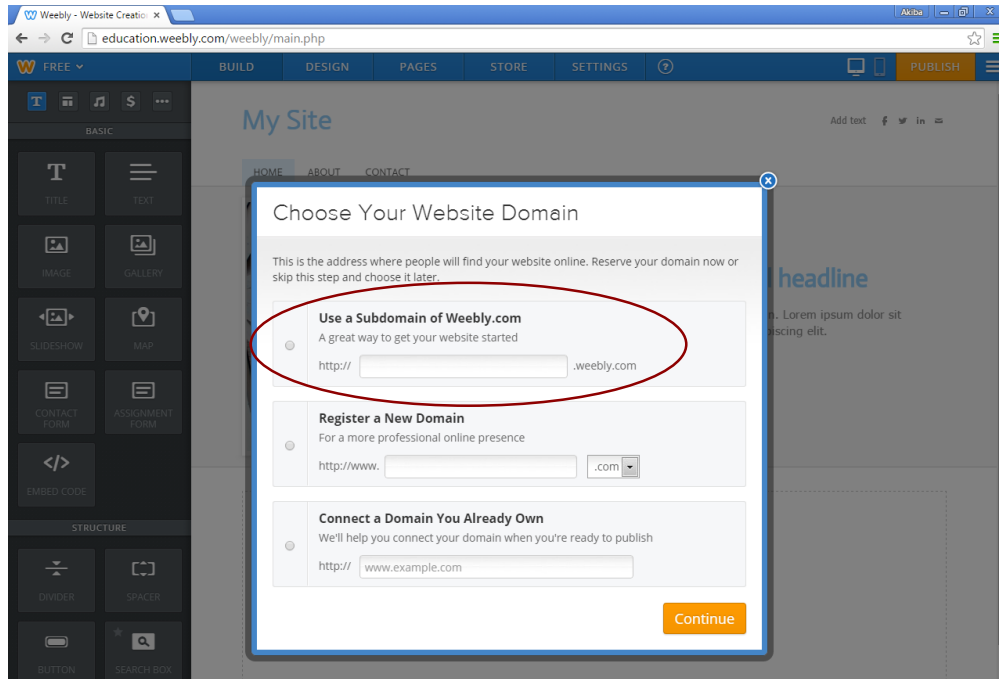 Weebly - Website Creatio
Akiba
education.weebly.com/weebly/main.php
FREE
BUILD
DESIGN
PAGES
STORE
SETTINGS
?
PUBLISH
T
$
BASIC
My Site
Add text
f
in
HOME
ABOUT
CONTACT
T
TITLE
TEXT
IMAGE
GALLERY
SLIDESHOW
MAP
CONTACT
FORM
ASSIGNMENT
FORM
</>
EMBED CODE
STRUCTURE
DIVIDER
SPACER
BUTTON
SEARCH BOX
headline
n. Lorem ipsum dolor sit
piscing elit.
Choose Your Website Domain
This is the address where people will find your website online. Reserve your domain now or
skip this step and choose it later.
Use a Subdomain of Weebly.com
A great way to get your website started
http:// .weebly.com
Register a New Domain
For a more professional online presence
http://www. .com
Connect a Domain You Already Own
We'll help you connect your domain when you're ready to publish
http:// www.example.com
Continue